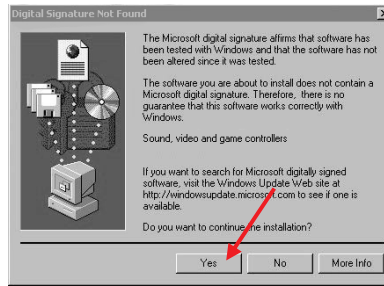 Digital Signature Not Found
The Microsoft digital signature affirms that software has
been tested with Windows and that the software has not
been altered since it was tested.
The software you are about to install does not contain a
Microsoft digital signature. Therefore, there is no
guarantee that this software works correctly with
Windows.
Sound, video and game controllers
If you want to search for Microsoft digitally signed
software, visit the Windows Update Web site at
http://windowsupdate.microsoft.com to see if one is
available.
Do you want to continue the installation?
Yes No More Info